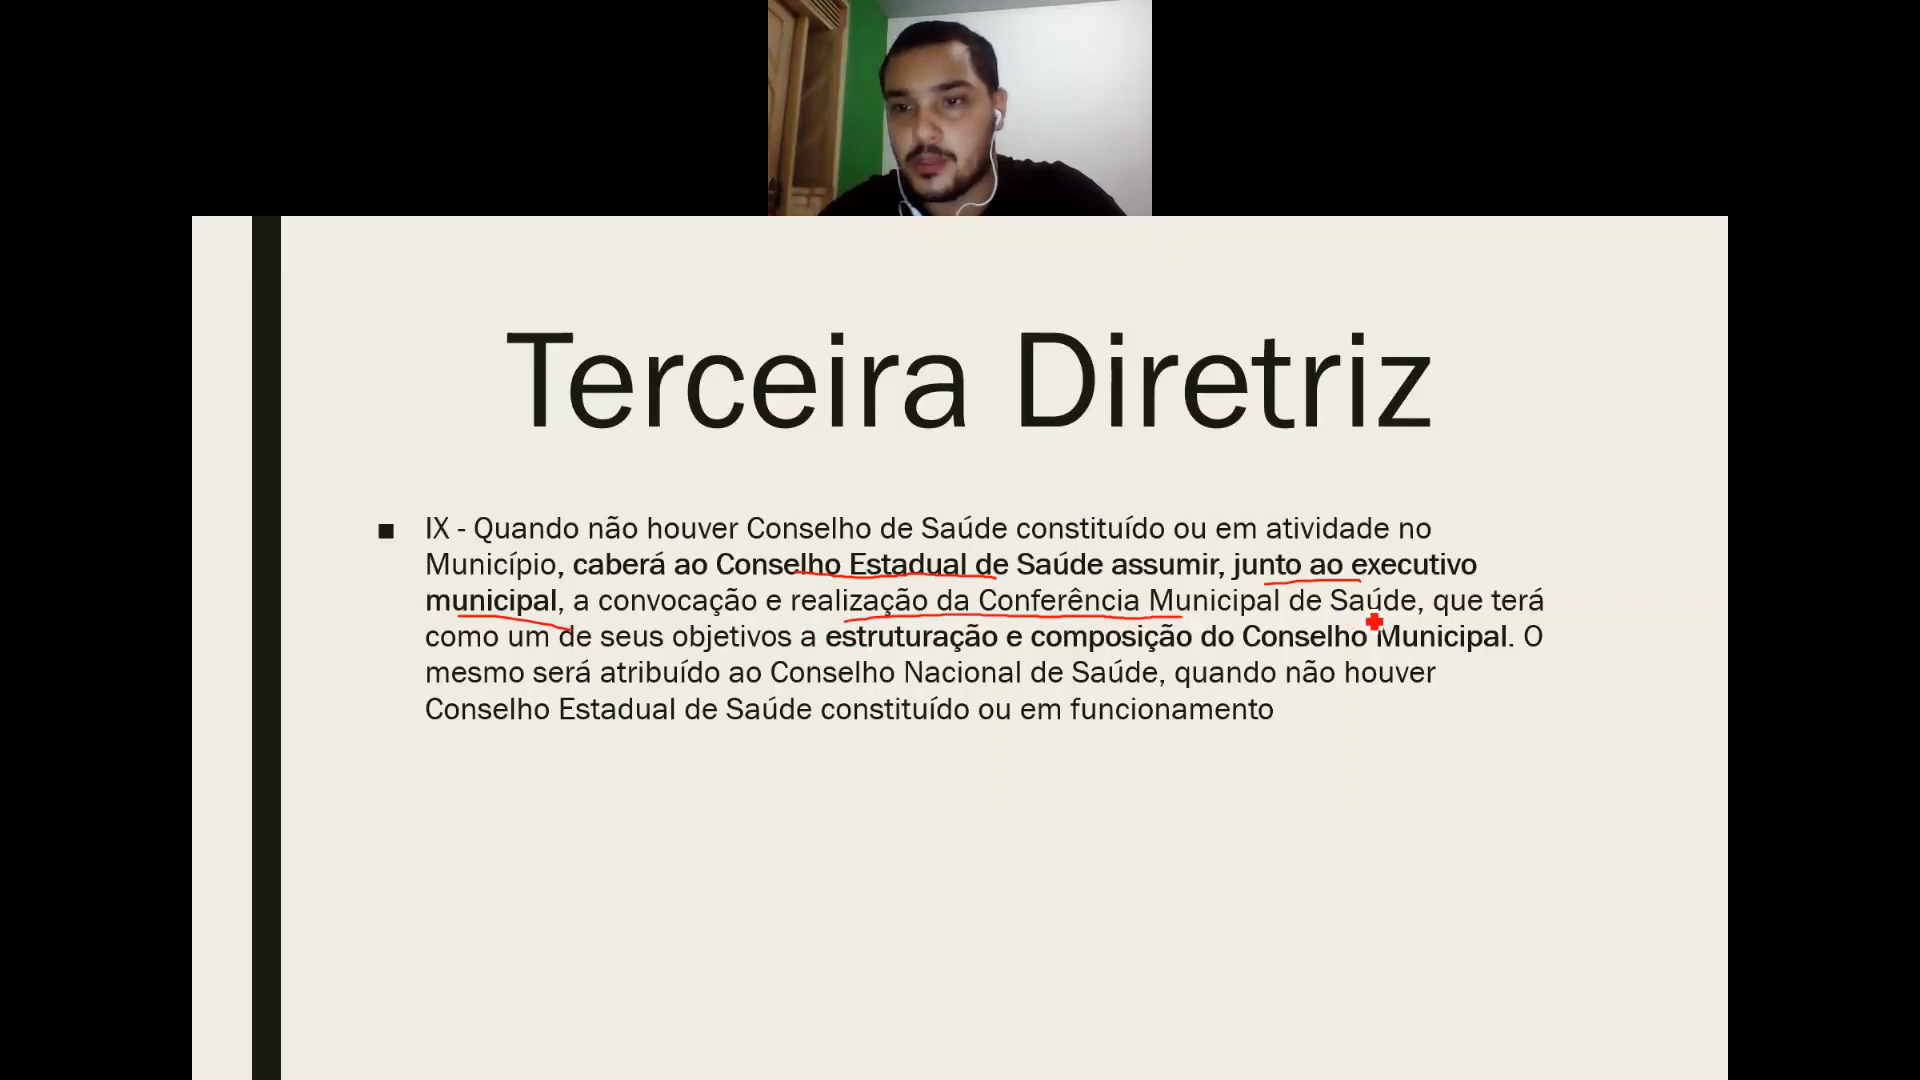 Terceira Diretriz
■ IX - Quando não houver Conselho de Saúde constituído ou em atividade no
Município, caberá ao Conselho Estadual de Saúde assumir, junto ao executivo
municipal, a convocação e realização da Conferência Municipal de Saúde, que terá
como um de seus objetivos a estruturação e composição do Conselho Municipal. O
mesmo será atribuído ao Conselho Nacional de Saúde, quando não houver
Conselho Estadual de Saúde constituído ou em funcionamento